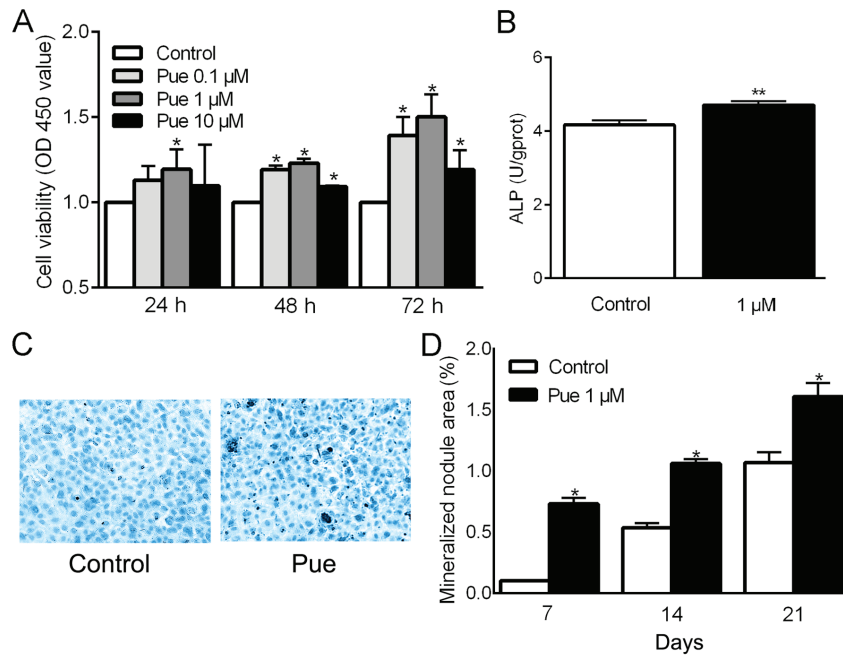 A
Cell viability (OD 450 value)
Control
Pue 0.1 µM
Pue 1 µM
Pue 10 µM
1.5
1.0
0.5
*
* * *
* * *
24 h 48 h 72 h
B
ALP (U/gprot)
6
4
2
0
**
Control 1 µM
C
Control Pue
D
Mineralized nodule area (%)
Control
Pue 1 µM
2.0
1.5
1.0
0.5
0.0
* * *
7 14 21
Days